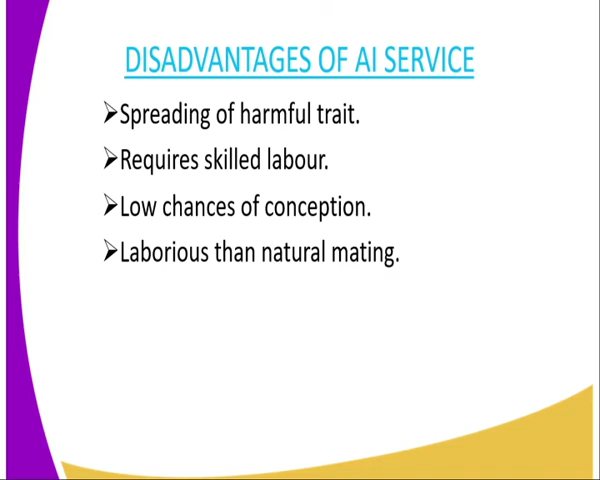 DISADVANTAGES OF AI SERVICE
➢Spreading of harmful trait.
➢Requires skilled labour.
➢Low chances of conception.
➢Laborious than natural mating.